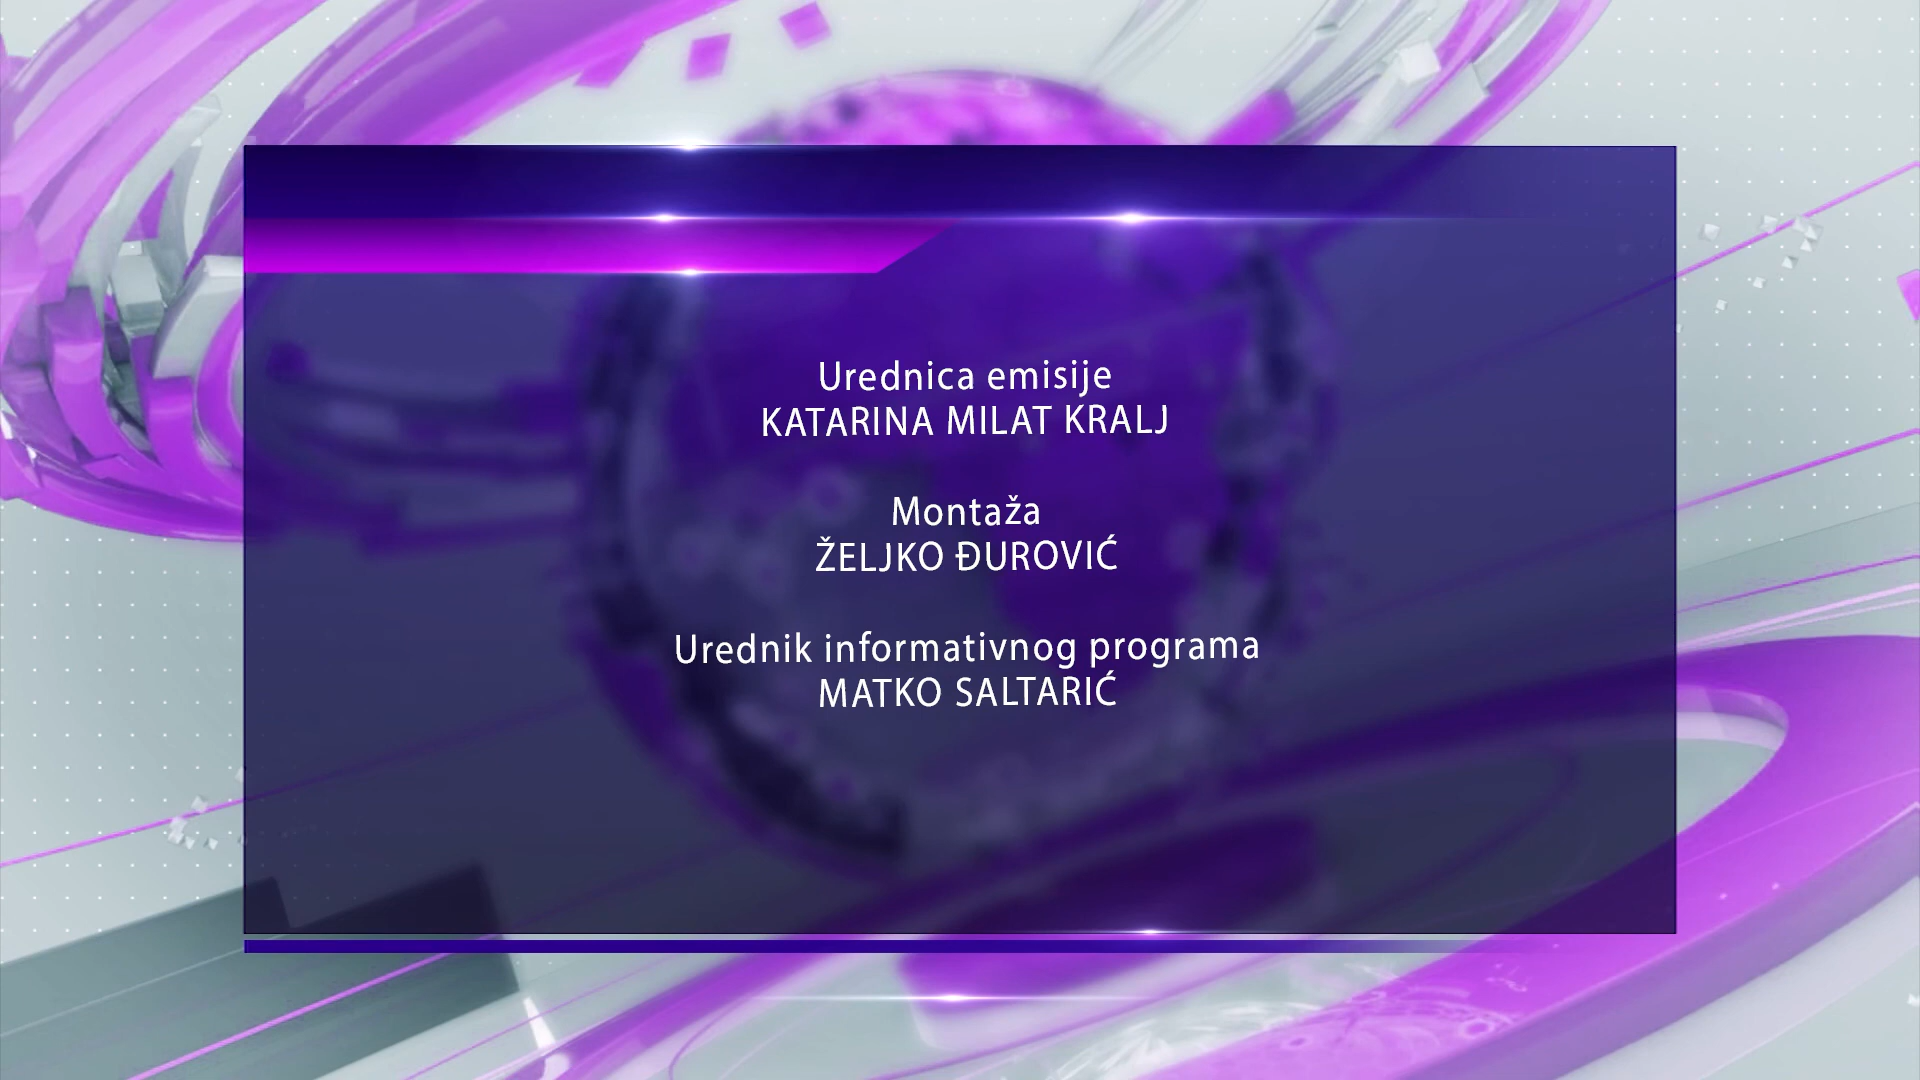 Urednica emisije
KATARINA MILAT KRALJ
Montaža
ŽELJKO ĐUROVIĆ
Urednik informativnog programa
MATKO SALTARIĆ